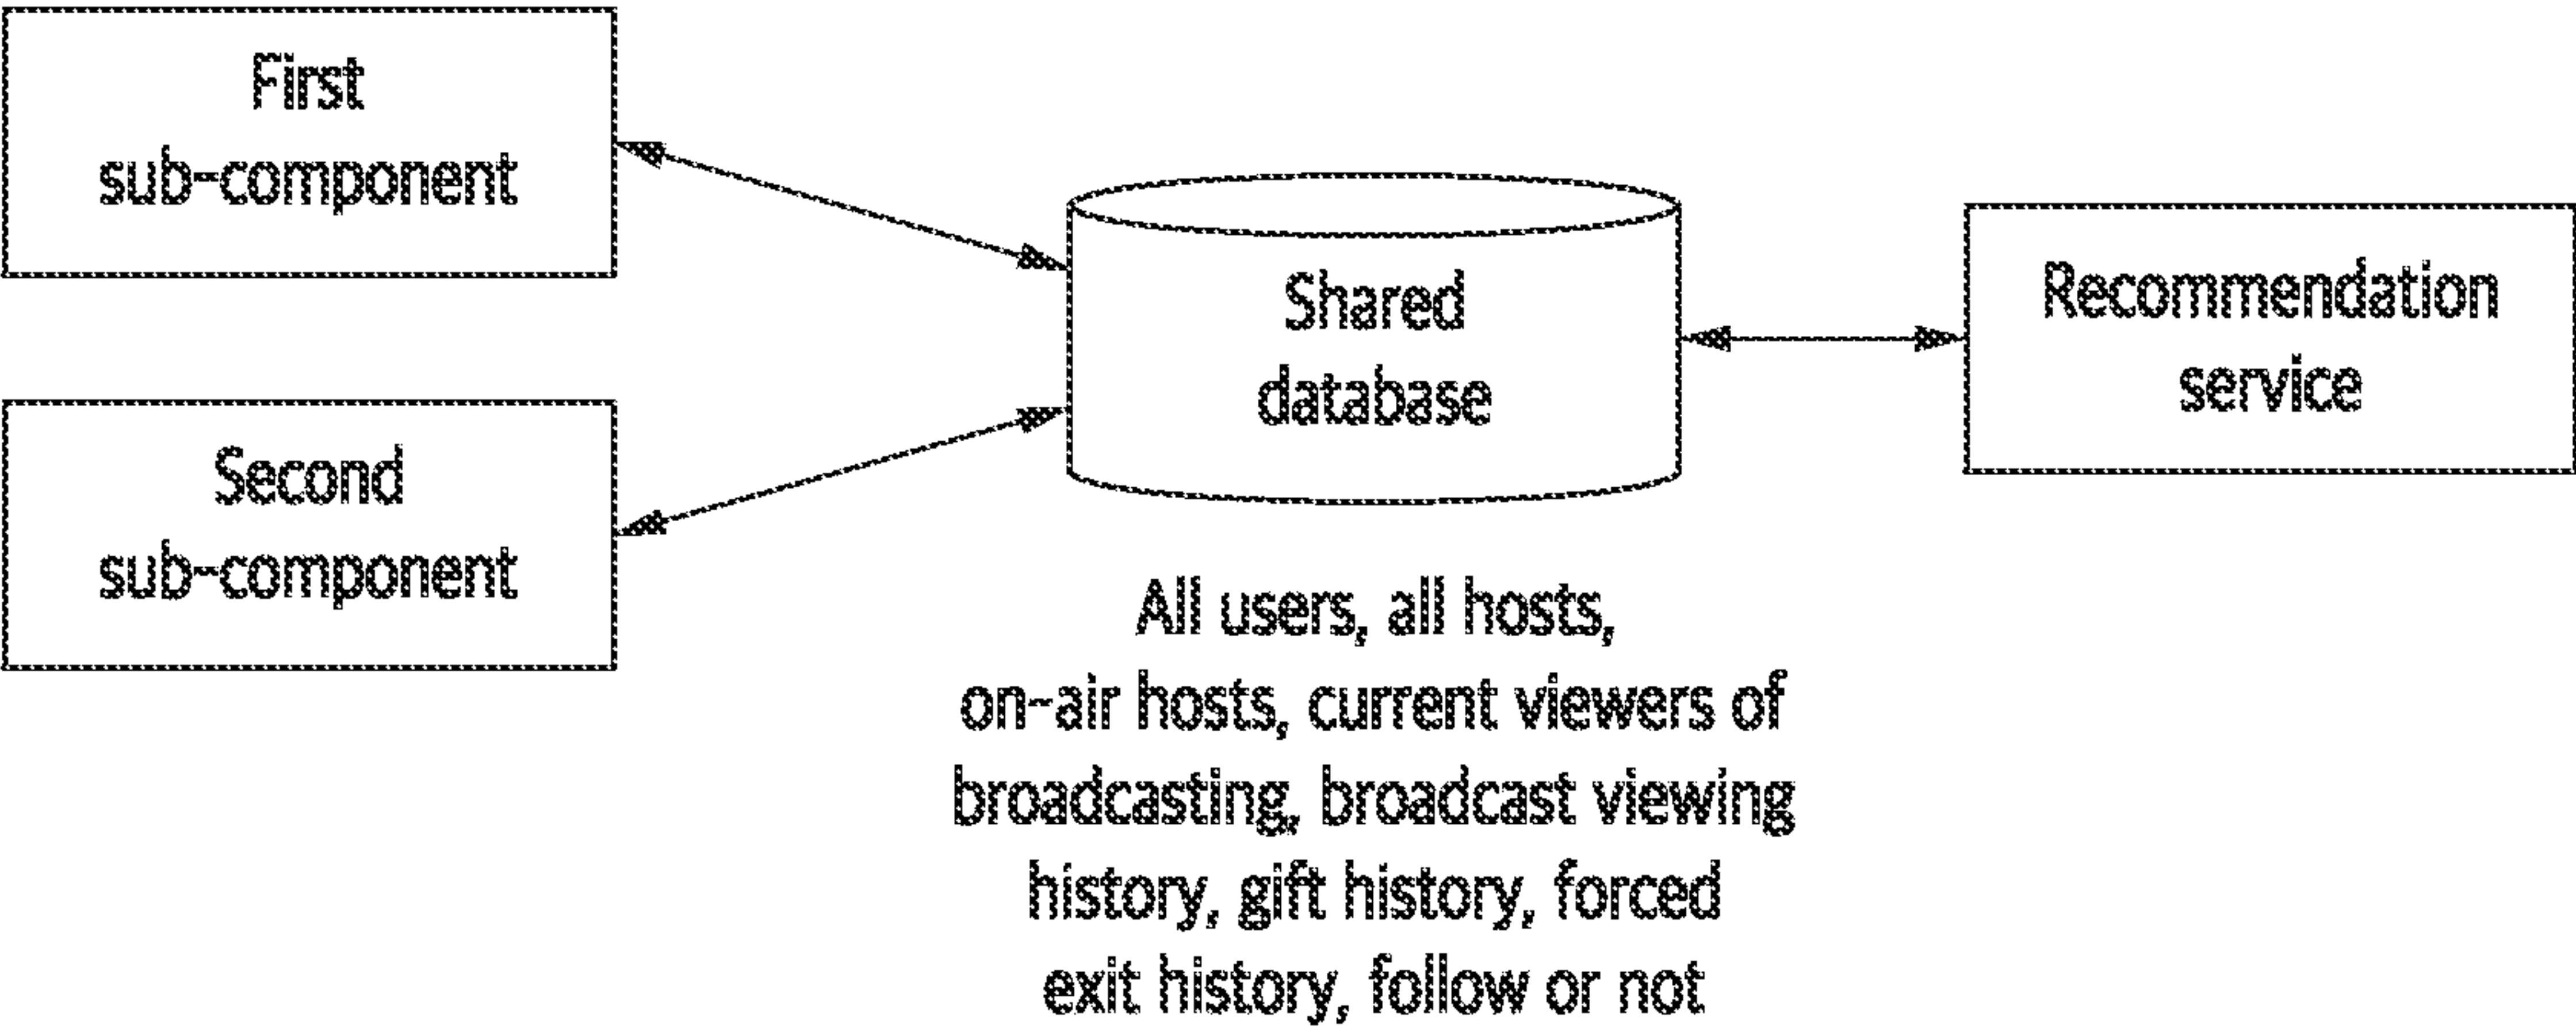 First
sub-component
Second
sub-component
Shared
database
Recommendation
service
All users, all hosts,
on-air hosts, current viewers of
broadcasting, broadcast viewing
history, gift history, forced
exit history, follow or not